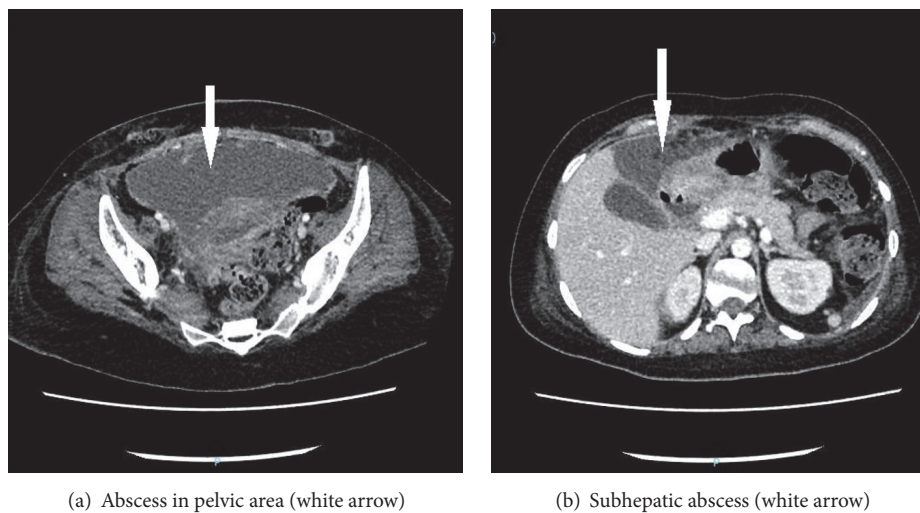 (a) Abscess in pelvic area (white arrow)
(b) Subhepatic abscess (white arrow)